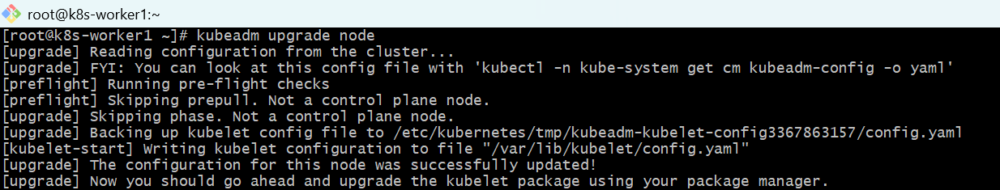 root@k8s-worker1:~
[root@k8s-worker1 ~]# kubeadm upgrade node
[upgrade] Reading configuration from the cluster...
[upgrade] FYI: You can look at this config file with 'kubectl -n kube-system get cm kubeadm-config -o yaml'
[preflight] Running pre-flight checks
[preflight] Skipping prepull. Not a control plane node.
[upgrade] Skipping phase. Not a control plane node.
[upgrade] Backing up kubelet config file to /etc/kubernetes/tmp/kubeadm-kubelet-config3367863157/config.yaml
[kubelet-start] Writing kubelet configuration to file "/var/lib/kubelet/config.yaml"
[upgrade] The configuration for this node was successfully updated!
[upgrade] Now you should go ahead and upgrade the kubelet package using your package manager.